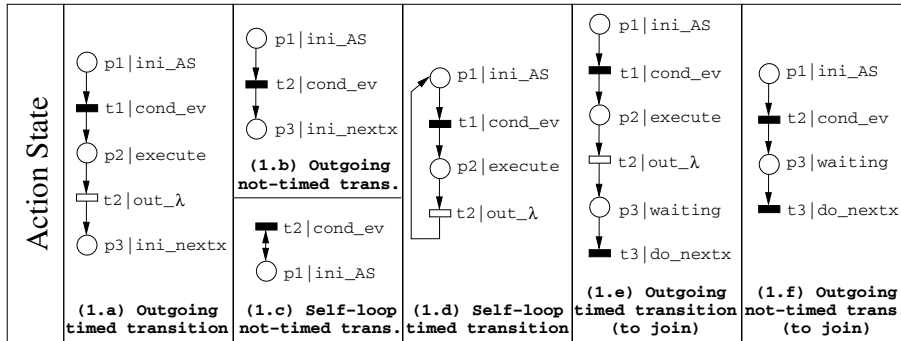 Action State
p1|ini_AS
t1|cond_ev
p2|execute
t2|out_λ
p3|ini_nextx
(1.a) Outgoing
timed transition
p1|ini_AS
t2|cond_ev
p3|ini_nextx
(1.b) Outgoing
not-timed trans.
t2|cond_ev
p1|ini_AS
(1.c) Self-loop
not-timed trans.
p1|ini_AS
t1|cond_ev
p2|execute
t2|out_λ
(1.d) Self-loop
timed transition
p1|ini_AS
t1|cond_ev
p2|execute
t2|out_λ
p3|waiting
t3|do_nextx
(1.e) Outgoing
timed transition
(to join)
p1|ini_AS
t2|cond_ev
p3|waiting
t3|do_nextx
(1.f) Outgoing
not-timed trans.
(to join)